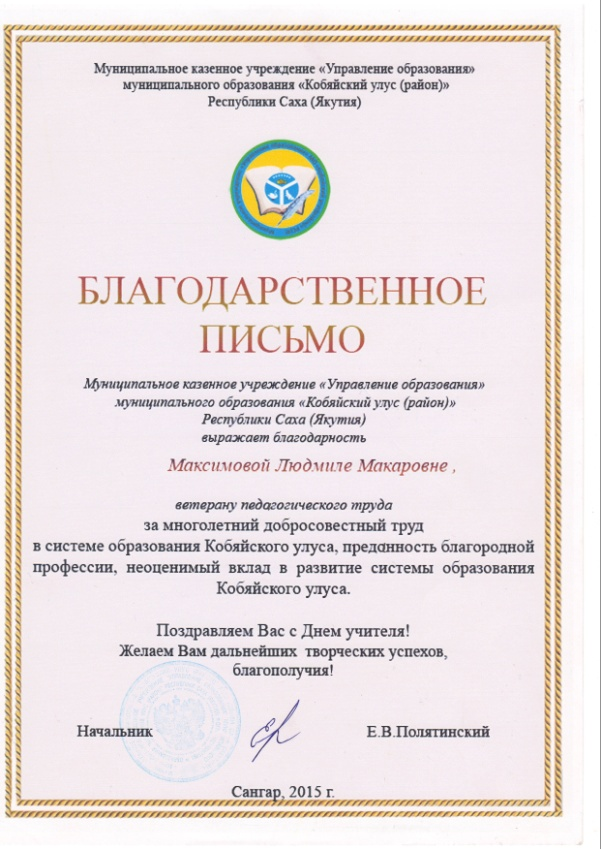 Муниципальное казенное учреждение «Управление образования»
муниципального образования «Кобяйский улус (район)»
Республики Саха (Якутия)
БЛАГОДАРСТВЕННОЕ
ПИСЬМО
Муниципальное казенное учреждение «Управление образования»
муниципального образования «Кобяйский улус (район)»
Республики Саха (Якутия)
выражает благодарность
Максимовой Людмиле Макаровне ,
ветерану педагогического труда
за многолетний добросовестный труд
в системе образования Кобяйского улуса, преданность благородной
профессии, неоценимый вклад в развитие системы образования
Кобяйского улуса.
Поздравляем Вас с Днем учителя!
Желаем Вам дальнейших творческих успехов,
благополучия!
Начальник
Е.В.Полятинский
Сангар, 2015 г.